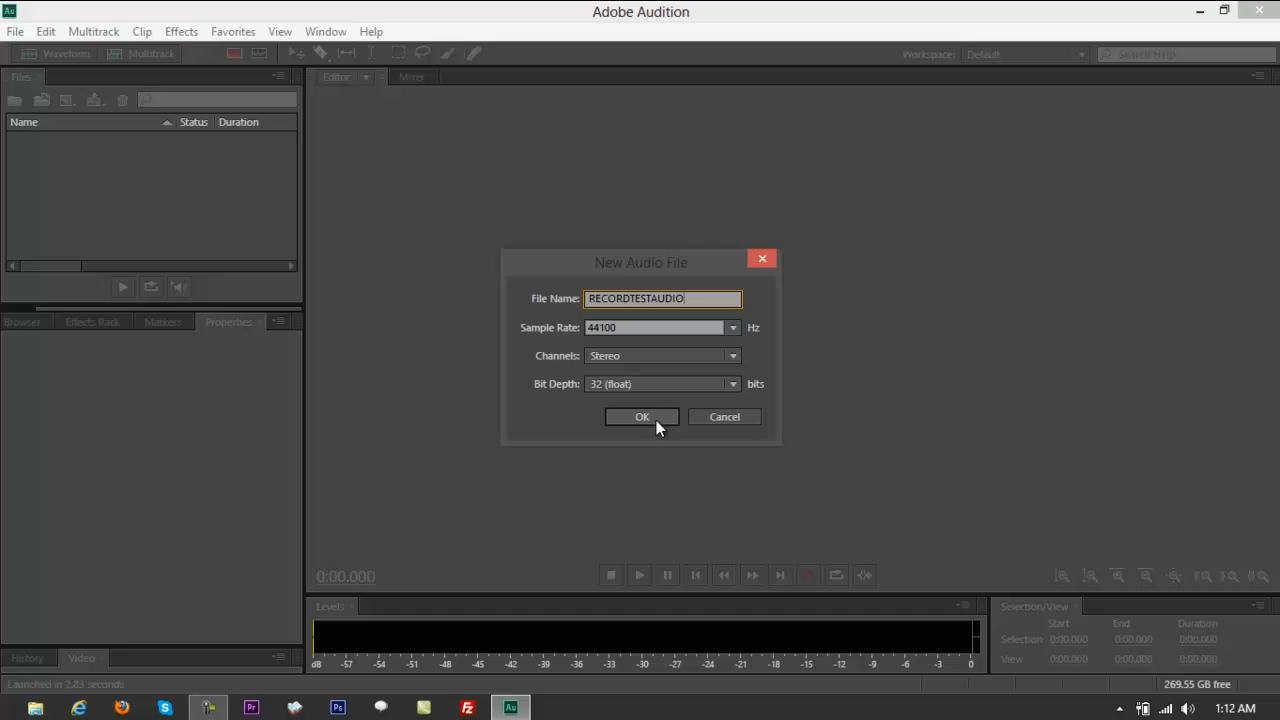 Au
Adobe Audition
File Edit Multitrack Clip Effects Favorites View Window Help
Waveform Multitrack Workspace: Default Search Help
Files Editor Mixer
Name Status Duration
New Audio File
File Name: RECORDTESTAUDIO
Sample Rate: 44100 Hz
Channels: Stereo
Bit Depth: 32 (float) bits
OK Cancel
Browser Effects Rack Markers Properties
0:00.000
Levels Selection/View
Start End Duration
Selection 0:00.000 0:00.000 0:00.000
View 0:00.000 0:00.000 0:00.000
dB -57 -54 -51 -48 -45 -42 -39 -36 -33 -30 -27 -24 -21 -18 -15 -12 -9 -6 -3 0
History Video
Launched in 2.83 seconds 269.55 GB free
Pr Ps Fz Au 1:12 AM